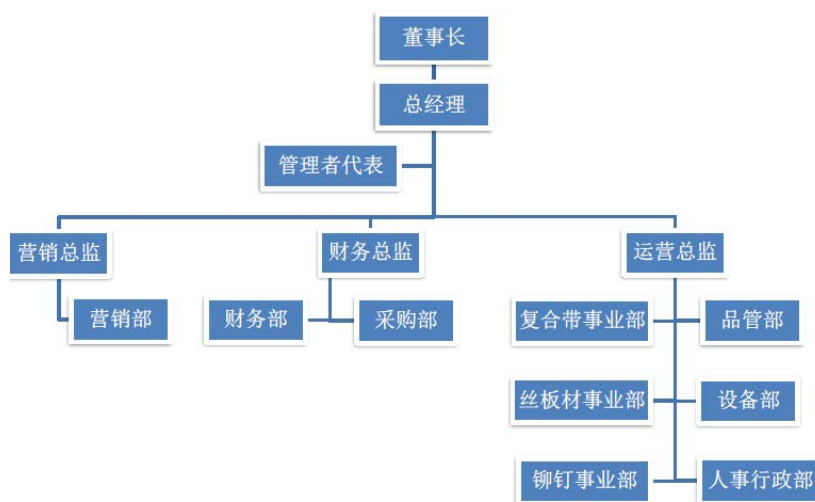 董事长
总经理
管理者代表
营销总监
财务总监
运营总监
营销部
财务部
采购部
复合带事业部
品管部
丝板材事业部
设备部
铆钉事业部
人事行政部